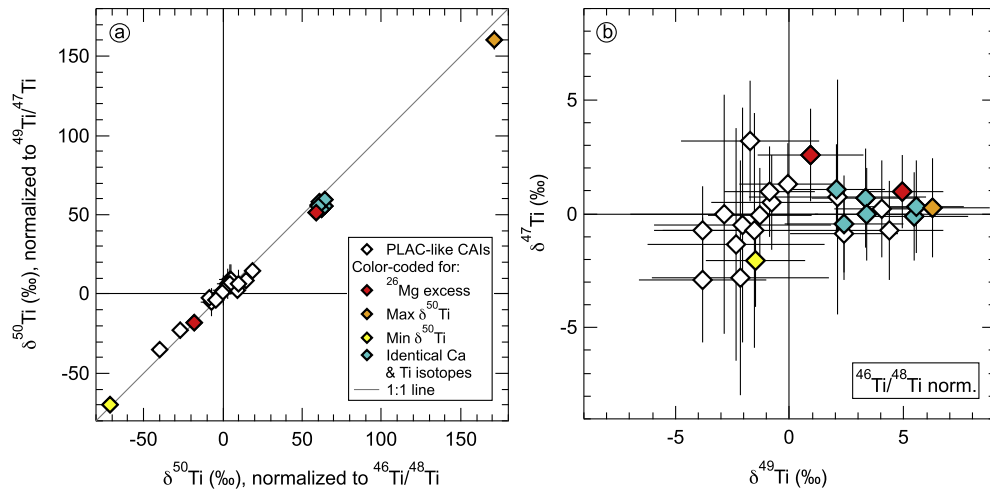 a
150
100
50
0
-50
-50
0
50
100
150
δ⁵⁰Ti (‰), normalized to ⁴⁹Ti/⁴⁷Ti
δ⁵⁰Ti (‰), normalized to ⁴⁶Ti/⁴⁸Ti
PLAC-like CAIs
Color-coded for:
²⁶Mg excess
Max δ⁵⁰Ti
Min δ⁵⁰Ti
Identical Ca
& Ti isotopes
1:1 line
b
5
0
-5
-5
0
5
δ⁴⁷Ti (‰)
δ⁴⁹Ti (‰)
⁴⁶Ti/⁴⁸Ti norm.